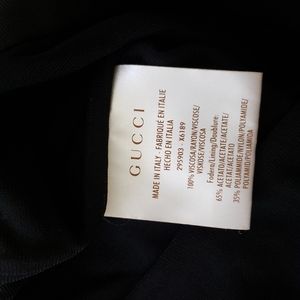 GUCCI
MADE IN ITALY - FABRIQUÉ EN ITALIE
HECHO EN ITALIA
295903 - X6189
100% VISCOSA/RAYON/VISCOSE/
VISKOSE/VISCOSA
Fodera/Lining/Doublure:
65% ACETATO/ACETATE/ACETATE/
ACETAT/ACETATO
35% POLIAMMIDE/NYLON/POLYAMIDE/
POLYAMID/POLIAMIDA